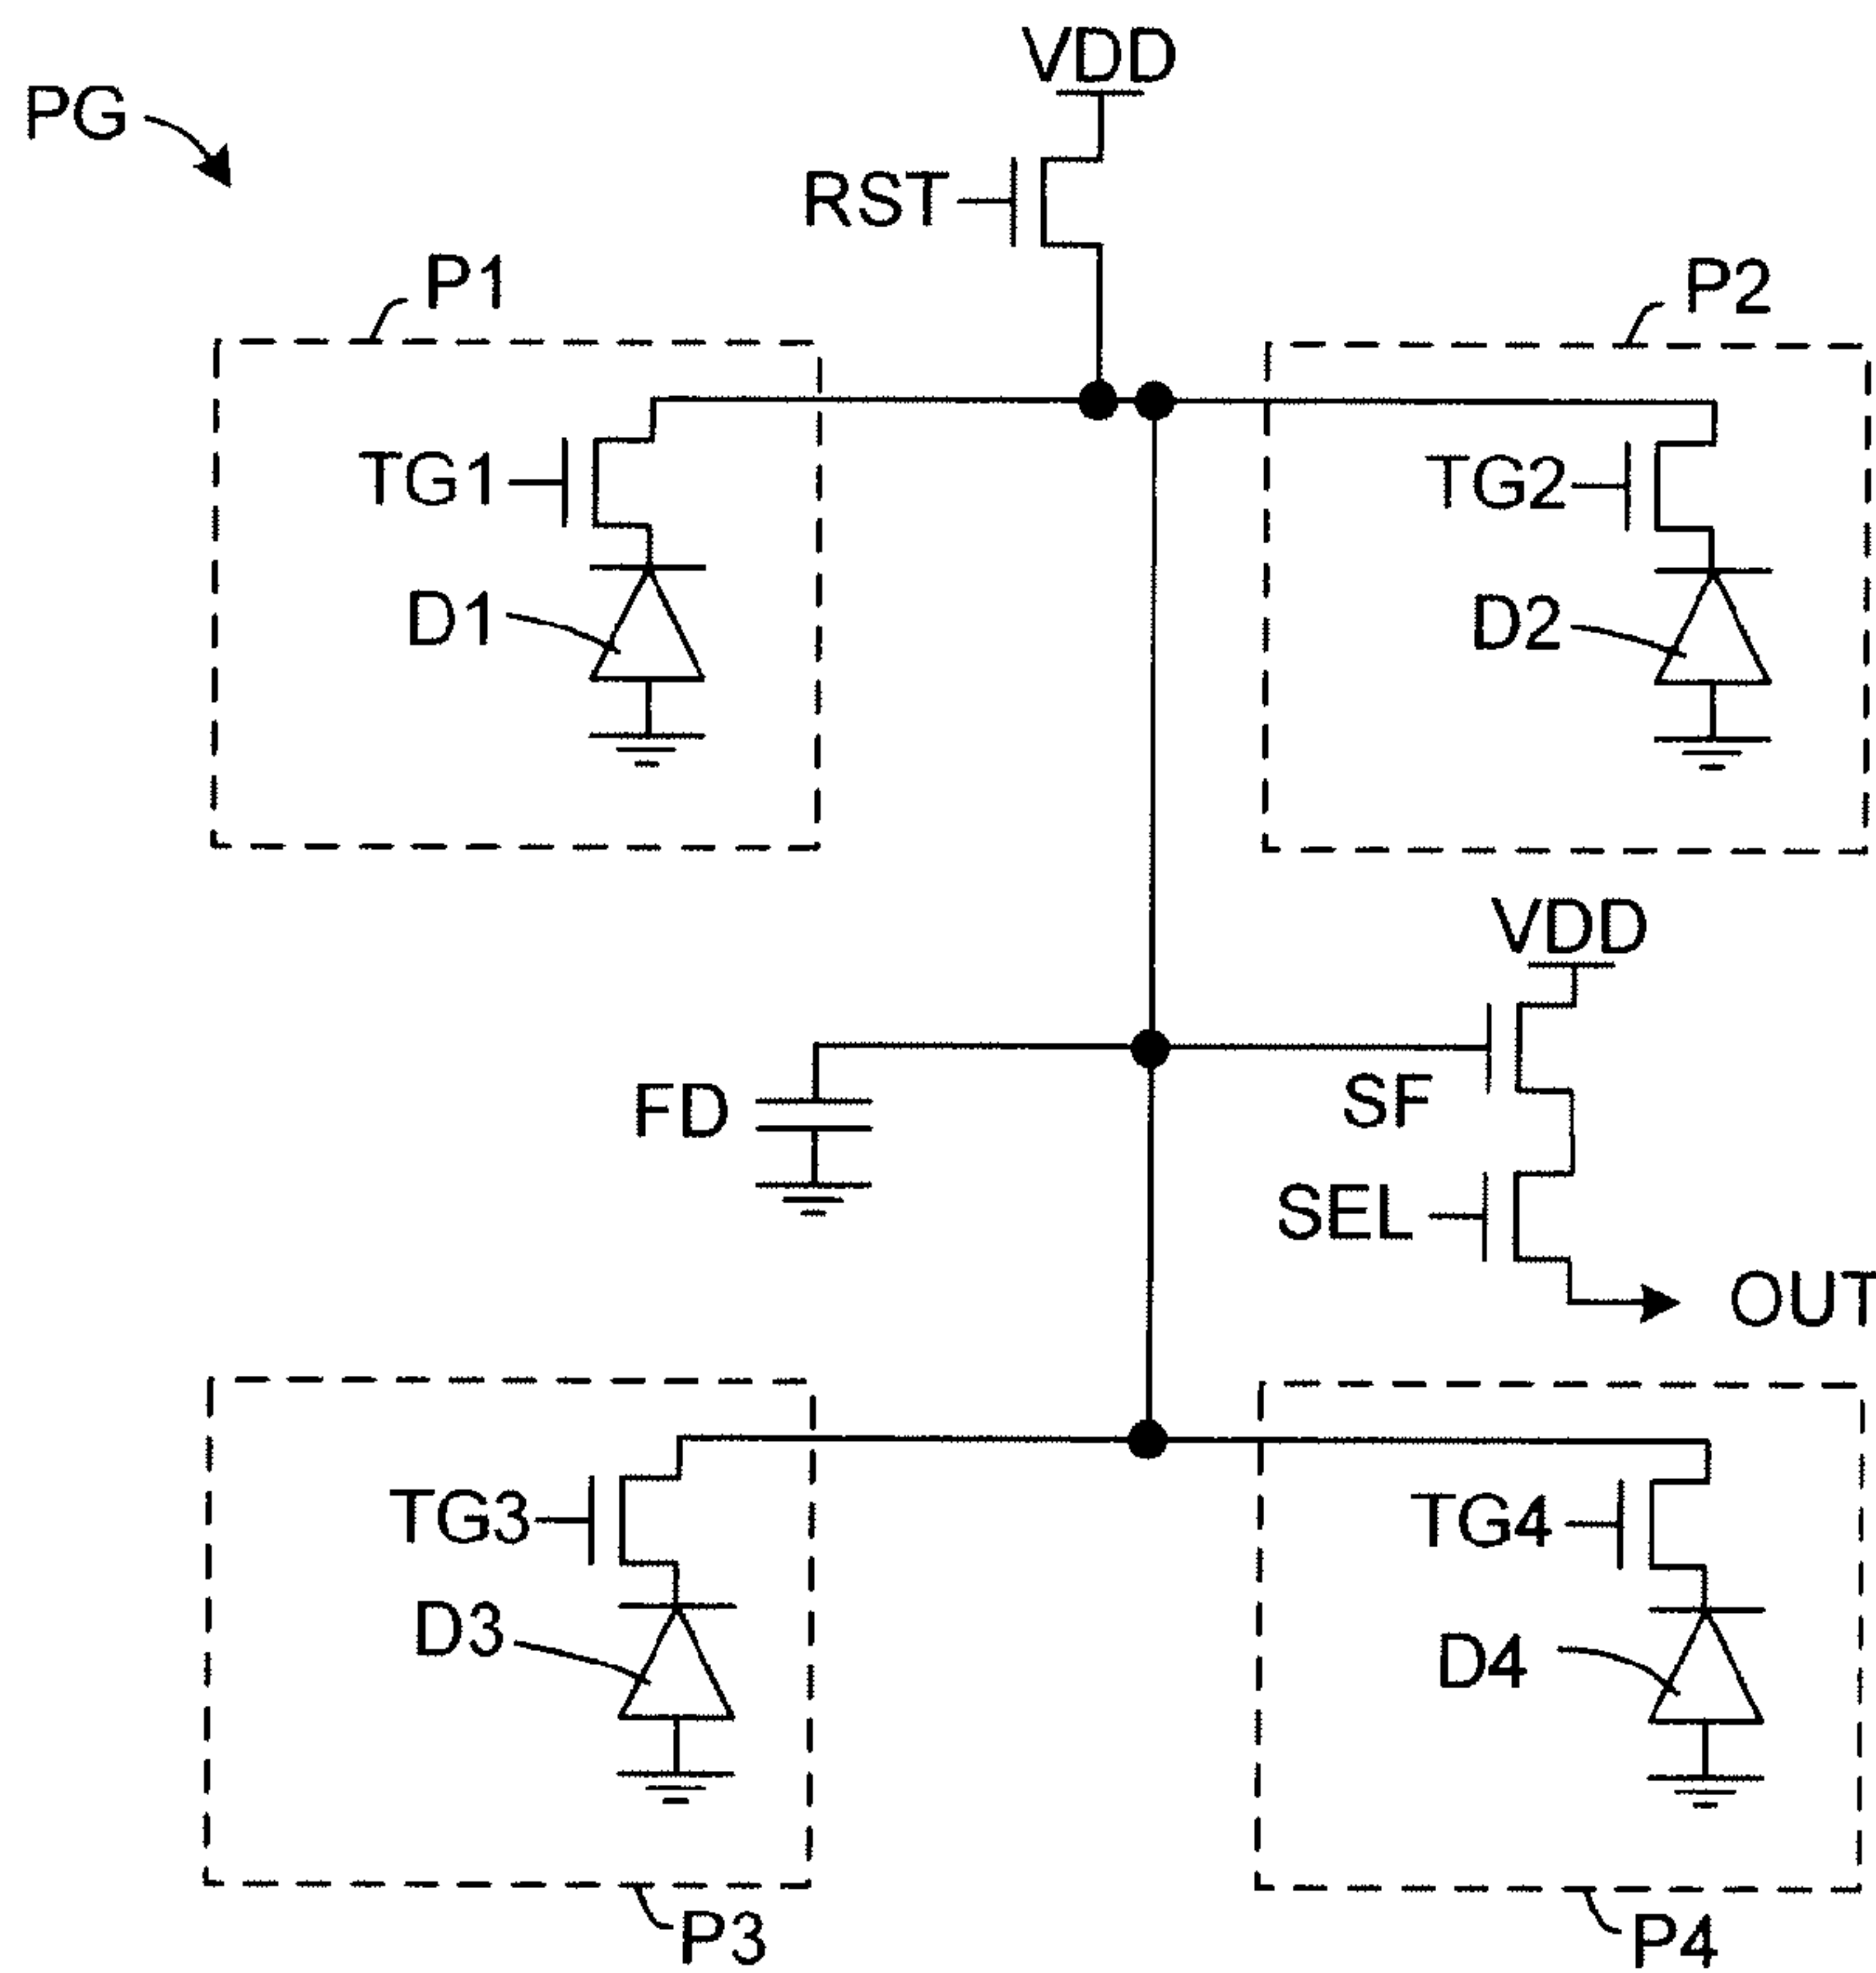 VDD
PG
RST
P1
P2
TG1
TG2
D1
D2
VDD
FD
SF
SEL
OUT
TG3
TG4
D3
D4
P3
P4